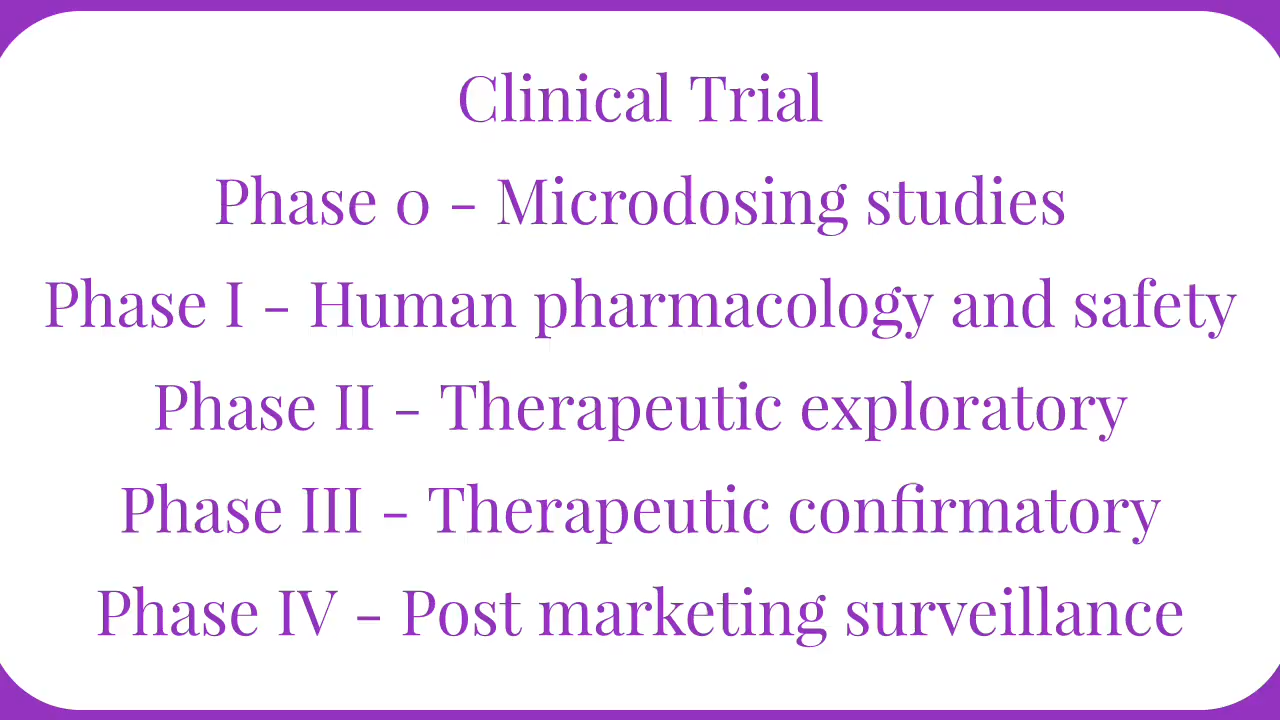 Clinical Trial
Phase 0 - Microdosing studies
Phase I - Human pharmacology and safety
Phase II - Therapeutic exploratory
Phase III - Therapeutic confirmatory
Phase IV - Post marketing surveillance